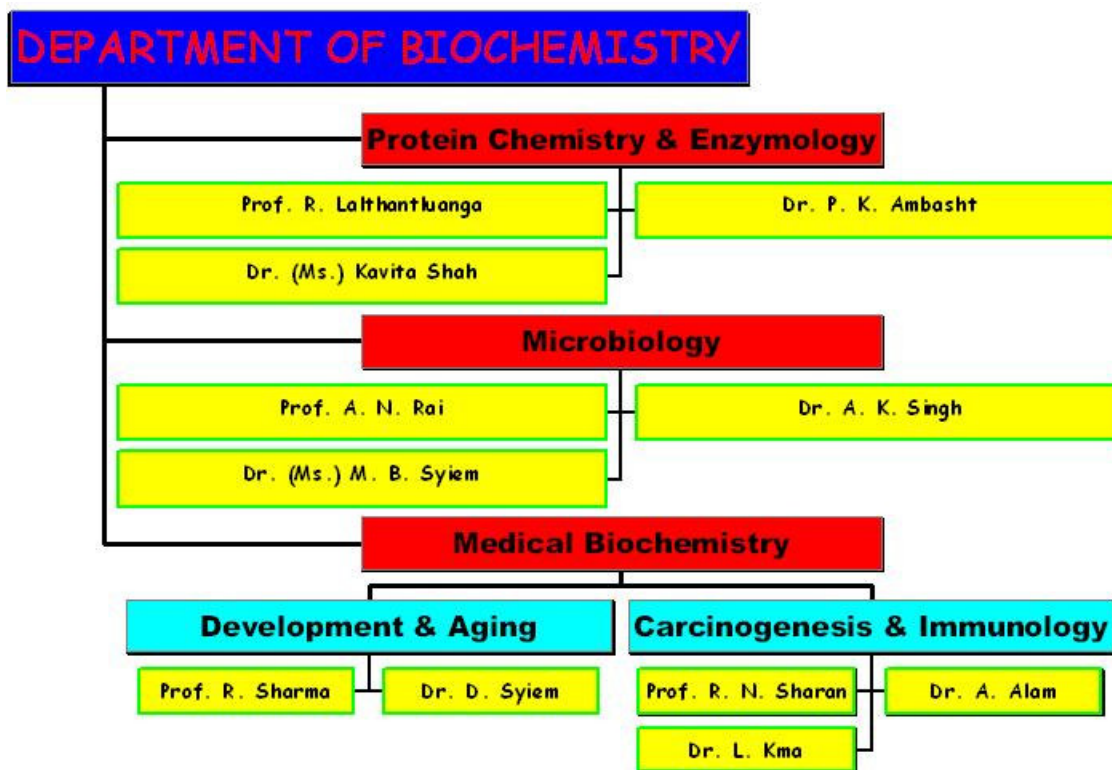 DEPARTMENT OF BIOCHEMISTRY
Protein Chemistry & Enzymology
Prof. R. Lalthantluanga
Dr. P. K. Ambasht
Dr. (Ms.) Kavita Shah
Microbiology
Prof. A. N. Rai
Dr. A. K. Singh
Dr. (Ms.) M. B. Syiem
Medical Biochemistry
Development & Aging
Prof. R. Sharma
Dr. D. Syiem
Carcinogenesis & Immunology
Prof. R. N. Sharan
Dr. A. Alam
Dr. L. Kma